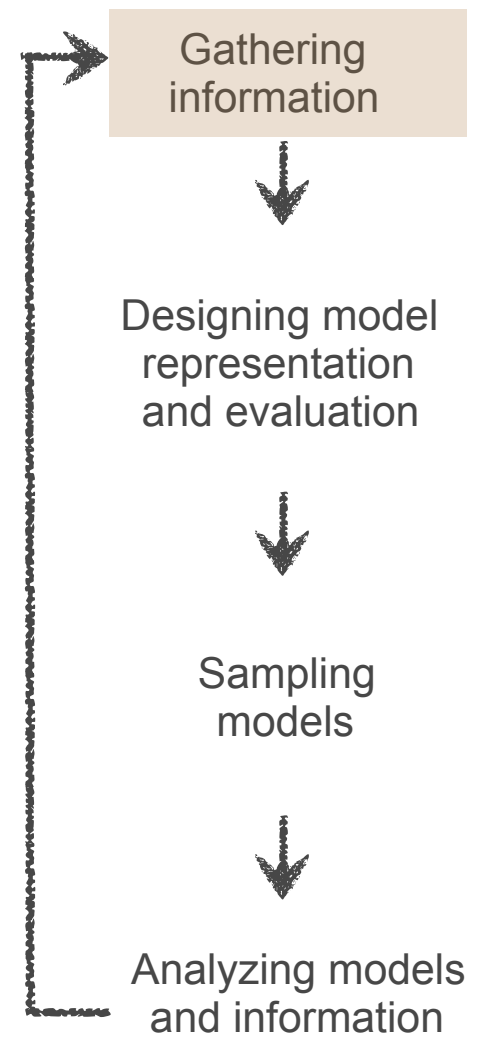 Gathering
information
Designing model
representation
and evaluation
Sampling
models
Analyzing models
and information